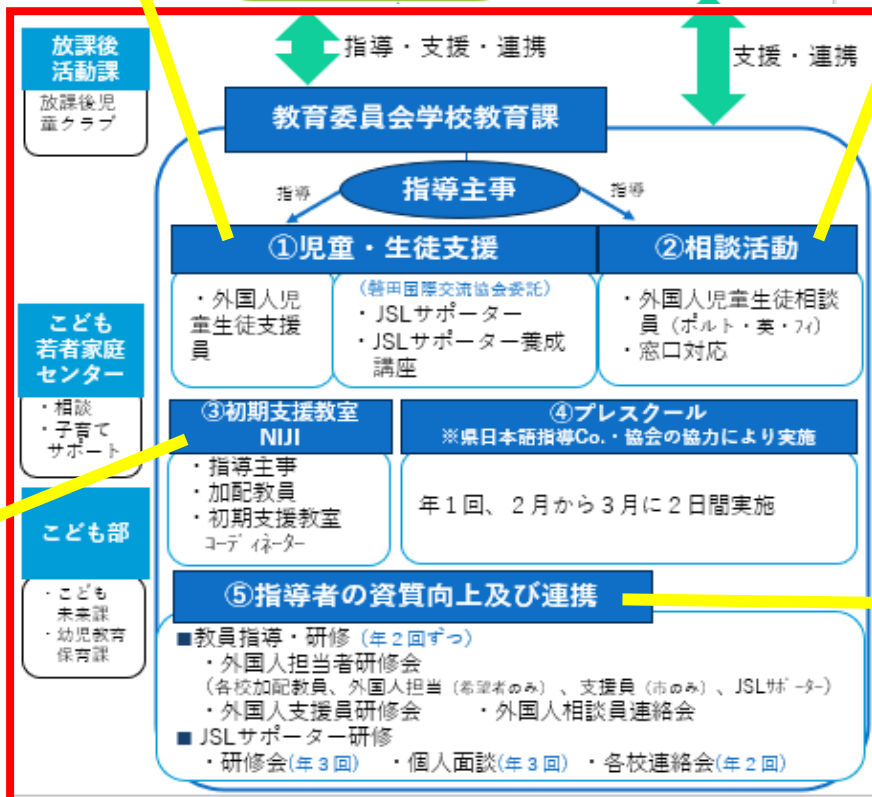 指導・支援・連携
支援・連携
放課後
活動課
放課後児
童クラブ
教育委員会学校教育課
指導主事
指導
指導
①児童・生徒支援
・外国人児
童生徒支援
員
(磐田国際交流協会委託)
・JSLサポーター
・JSLサポーター養成
講座
②相談活動
・外国人児童生徒相談
員(ポルト・英・フィ)
・窓口対応
こども
若者家庭
センター
・相談
・子育て
サポート
③初期支援教室
NIJI
・指導主事
・加配教員
・初期支援教室
コーディネーター
④プレスクール
※県日本語指導Co.・協会の協力により実施
年1回、2月から3月に2日間実施
こども部
・こども
未来課
・幼児教育
保育課
⑤指導者の資質向上及び連携
■教員指導・研修(年2回ずつ)
・外国人担当者研修会
(各校加配教員、外国人担当(希望者のみ)、支援員(市のみ)、JSLサポーター)
・外国人支援員研修会 ・外国人相談員連絡会
■JSLサポーター研修
・研修会(年3回) ・個人面談(年3回) ・各校連絡会(年2回)